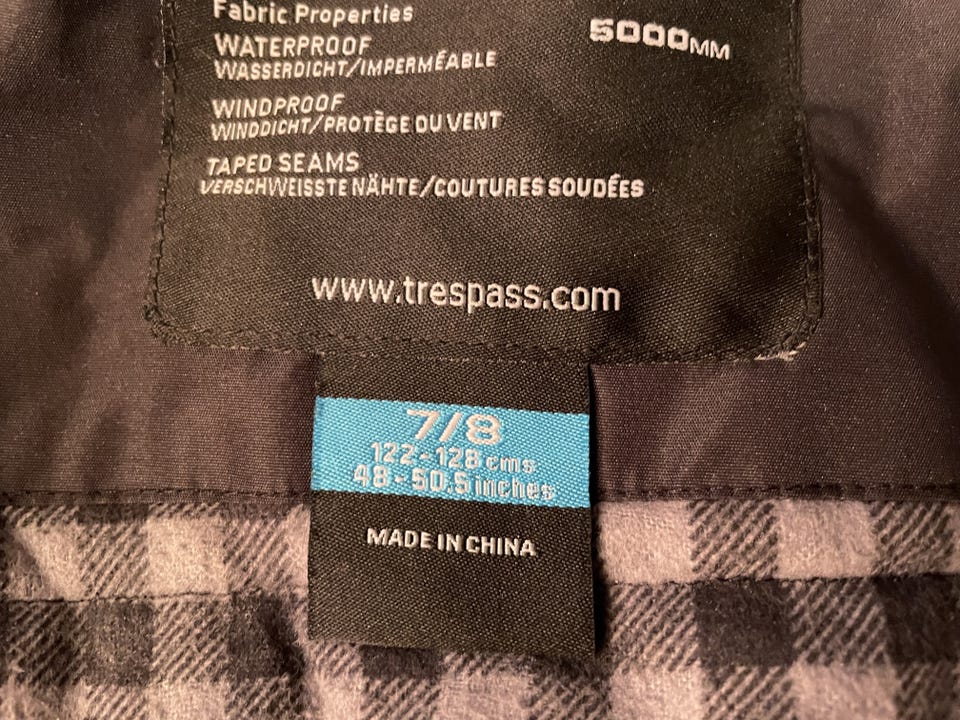 Fabric Properties
5000MM
WATERPROOF
WASSERDICHT/IMPERMÉABLE
WINDPROOF
WINDDICHT/PROTÈGE DU VENT
TAPED SEAMS
VERSCHWEISSTE NÄHTE/COUTURES SOUDÉES
www.trespass.com
7/8
122-128 cms
48-50.5 inches
MADE IN CHINA